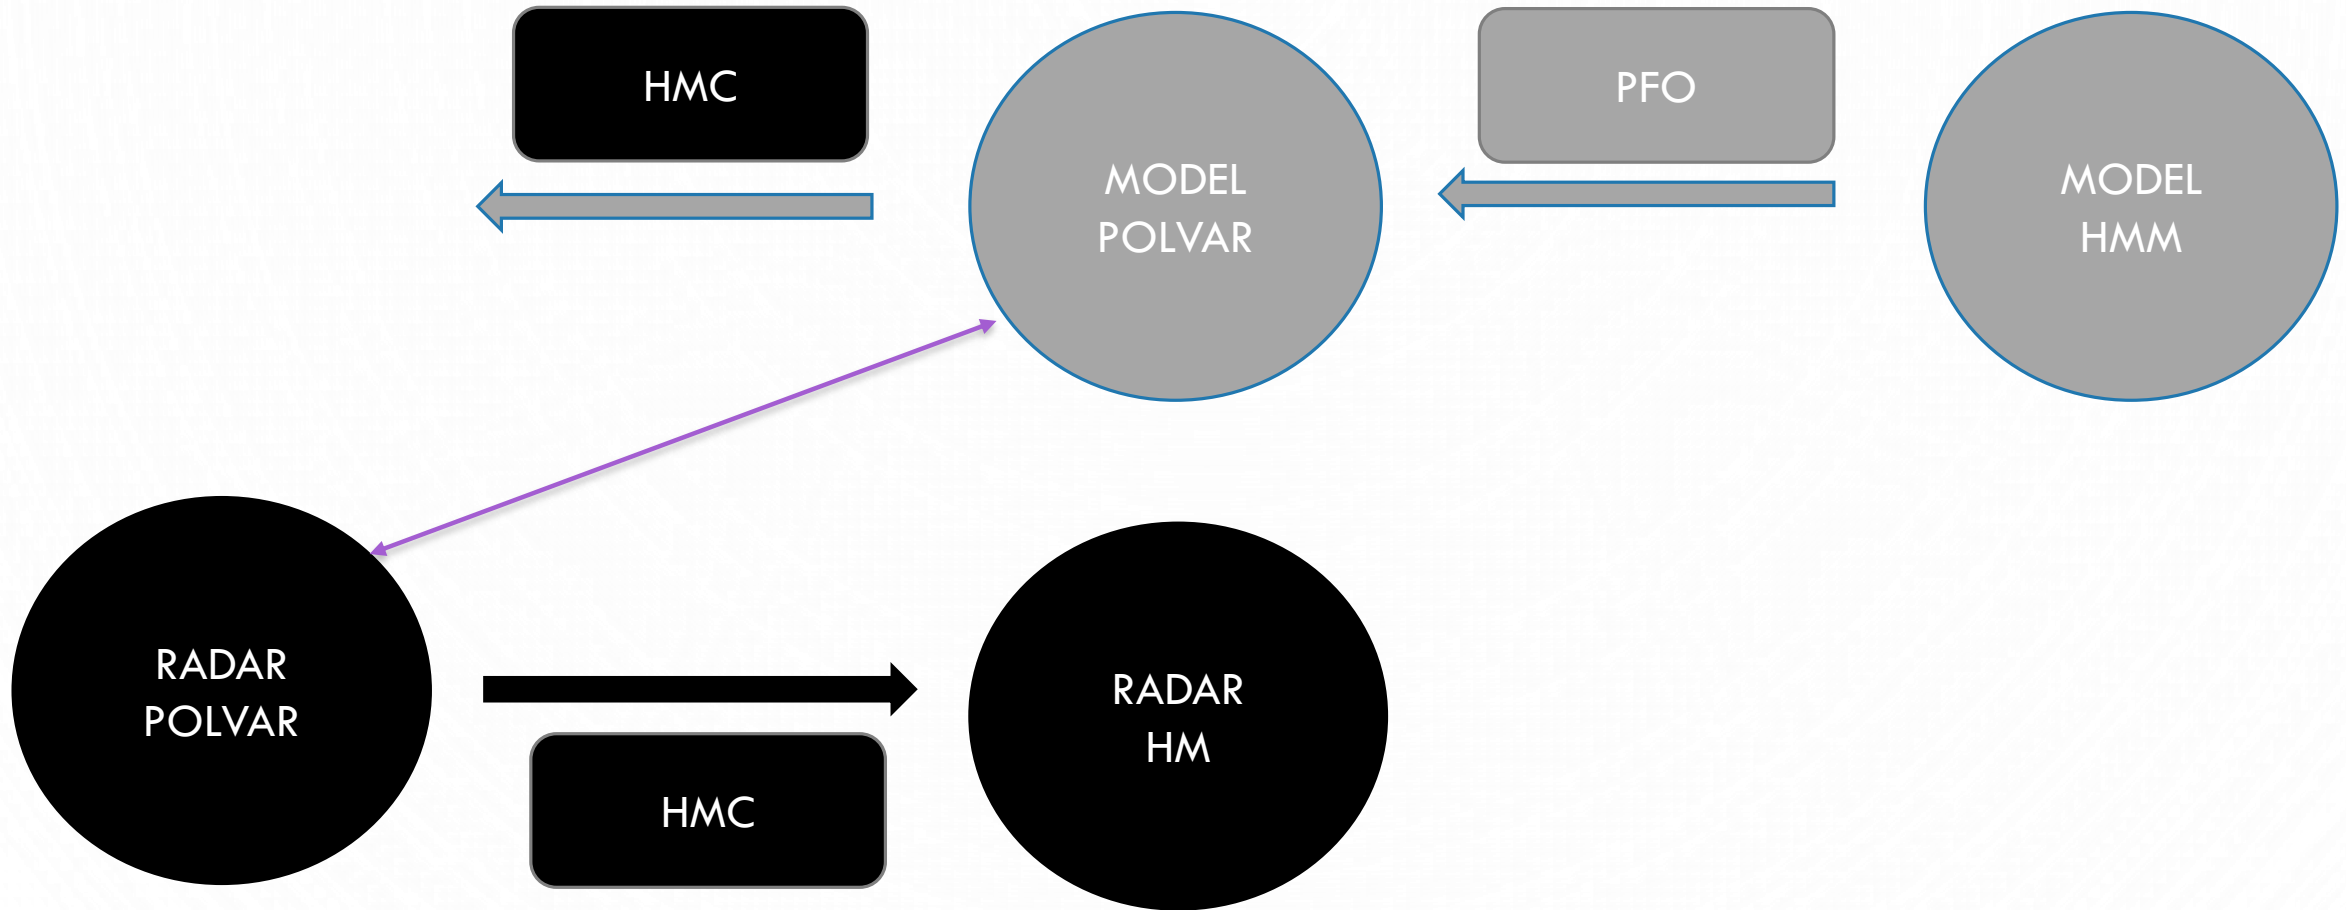 HMC
MODEL
POLVAR
PFO
MODEL
HMM
RADAR
POLVAR
HMC
RADAR
HM